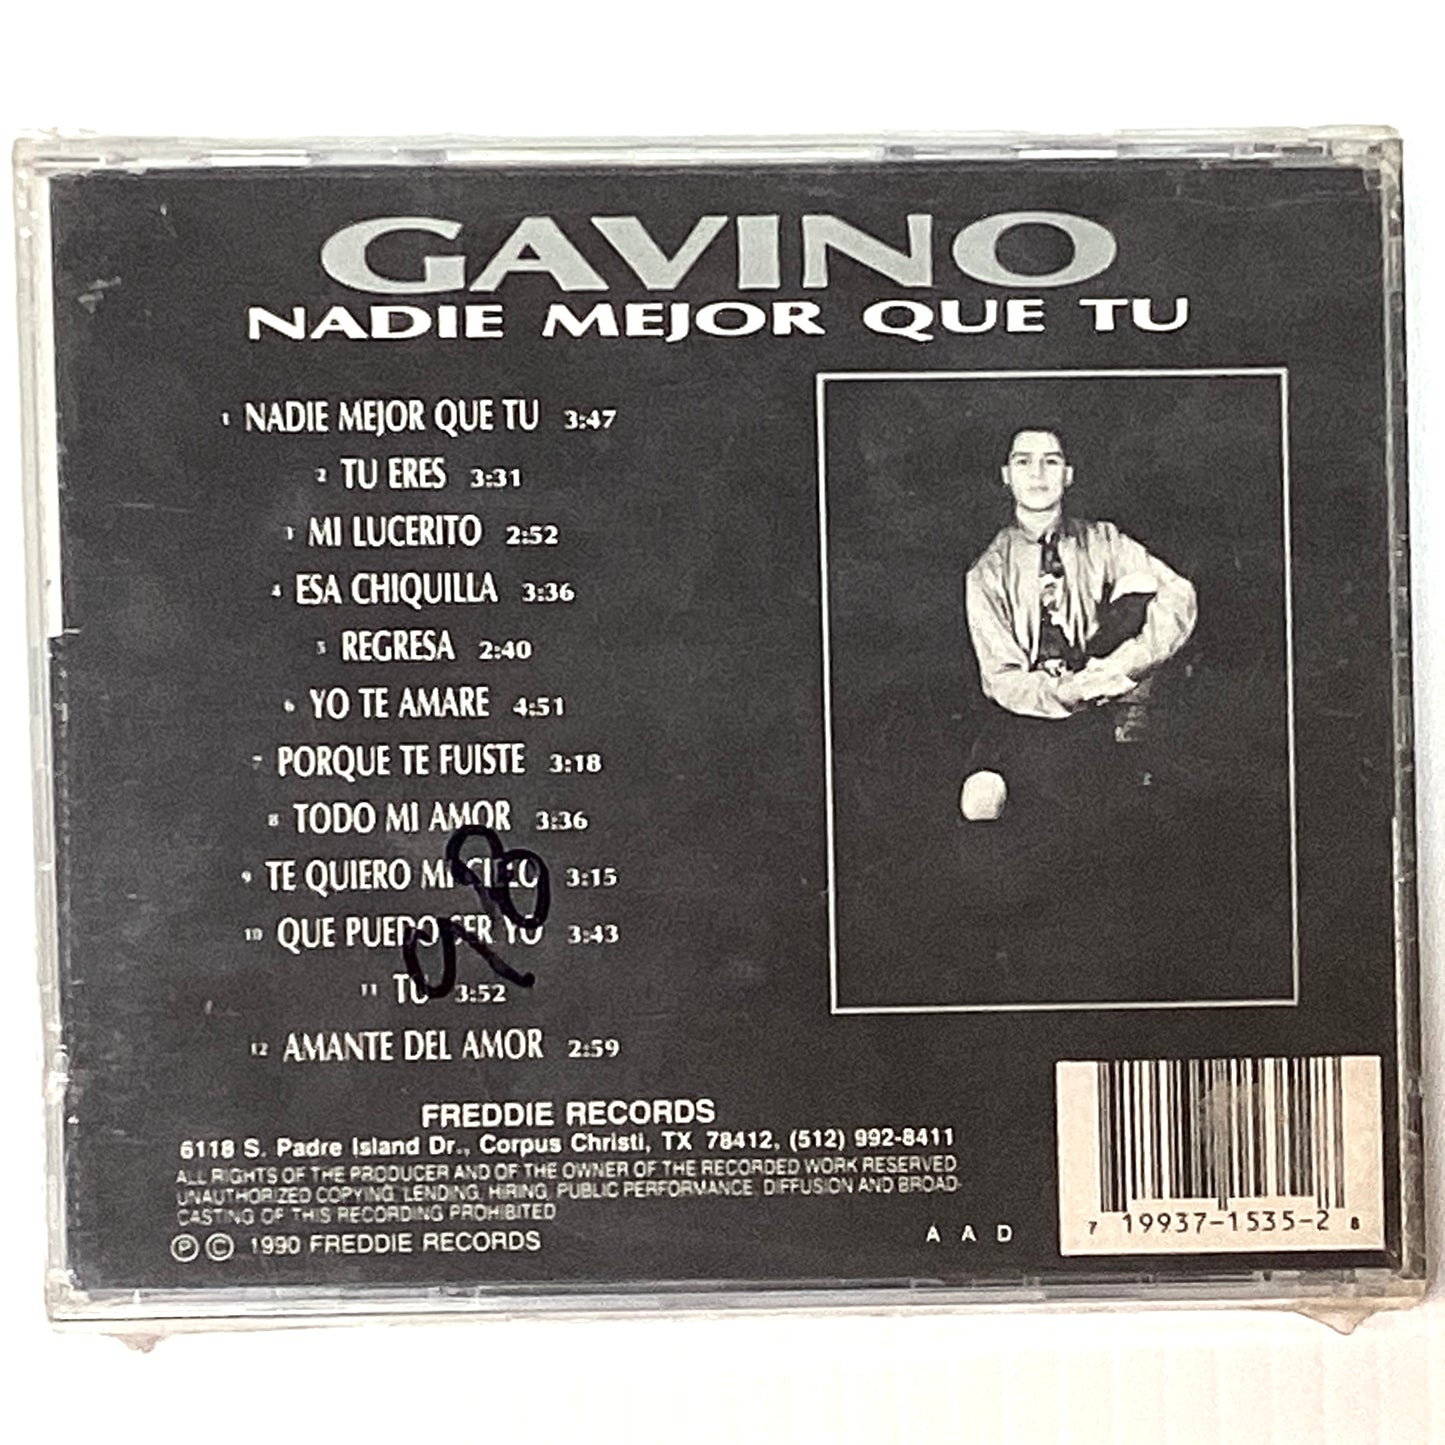 GAVINO
NADIE MEJOR QUE TU
1 NADIE MEJOR QUE TU 3:47
2 TU ERES 3:31
3 MI LUCERITO 2:52
4 ESA CHIQUILLA 3:36
5 REGRESA 2:40
6 YO TE AMARE 4:51
7 PORQUE TE FUISTE 3:18
8 TODO MI AMOR 3:36
9 TE QUIERO MI CIELO 3:15
10 QUE PUEDO SER YO 3:43
11 TU 3:52
12 AMANTE DEL AMOR 2:59
FREDDIE RECORDS
6118 S. Padre Island Dr., Corpus Christi, TX 78412, (512) 992-8411
ALL RIGHTS OF THE PRODUCER AND OF THE OWNER OF THE RECORDED WORK RESERVED
UNAUTHORIZED COPYING, LENDING, HIRING, PUBLIC PERFORMANCE, DIFFUSION AND BROAD-
CASTING OF THIS RECORDING PROHIBITED
Ⓟ © 1990 FREDDIE RECORDS
A A D
7 19937-1535-2 8